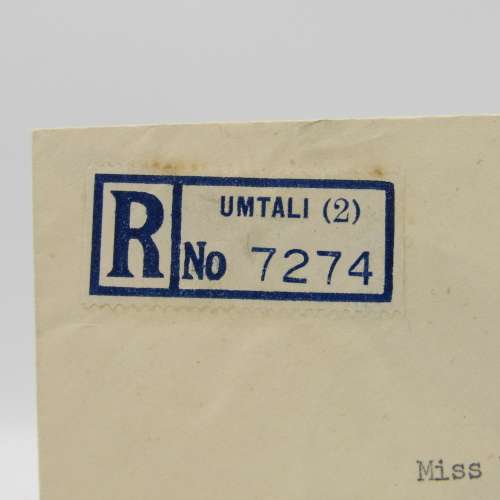 R
UMTALI (2)
No 7274
Miss